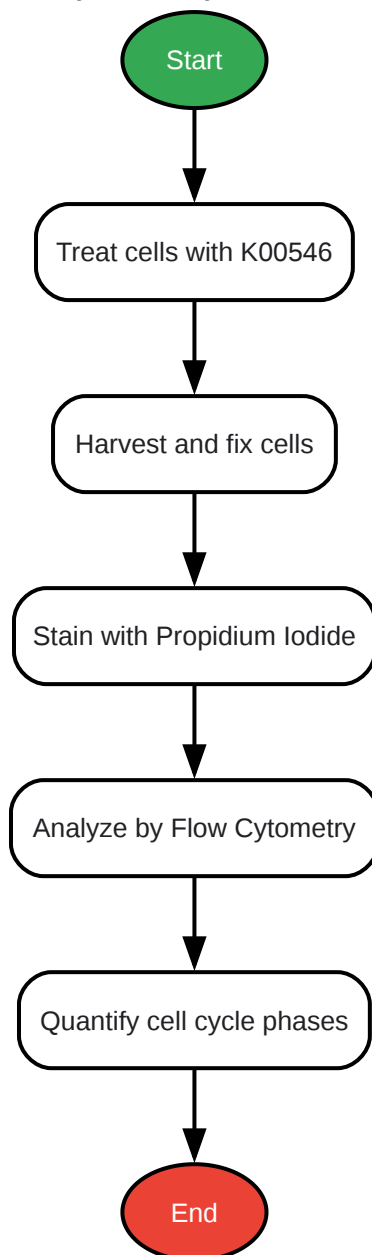 Start
Treat cells with K00546
Harvest and fix cells
Stain with Propidium Iodide
Analyze by Flow Cytometry
Quantify cell cycle phases
End